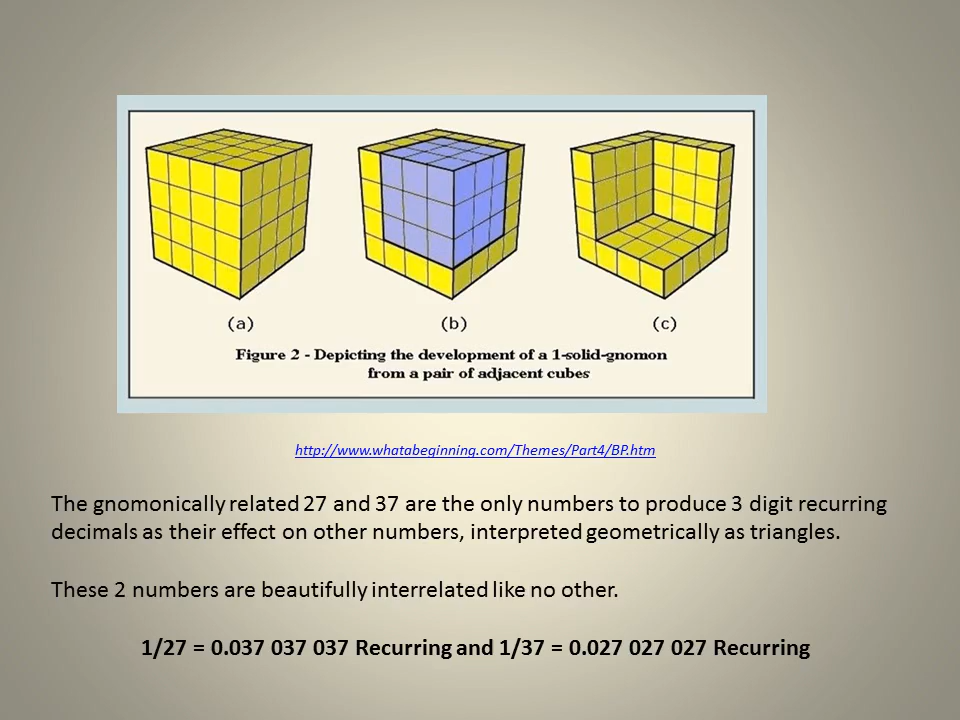 (a) (b) (c)
Figure 2 - Depicting the development of a 1-solid-gnomon
from a pair of adjacent cubes
http://www.whatabeginning.com/Themes/Part4/BP.htm
The gnomonically related 27 and 37 are the only numbers to produce 3 digit recurring
decimals as their effect on other numbers, interpreted geometrically as triangles.
These 2 numbers are beautifully interrelated like no other.
1/27 = 0.037 037 037 Recurring and 1/37 = 0.027 027 027 Recurring